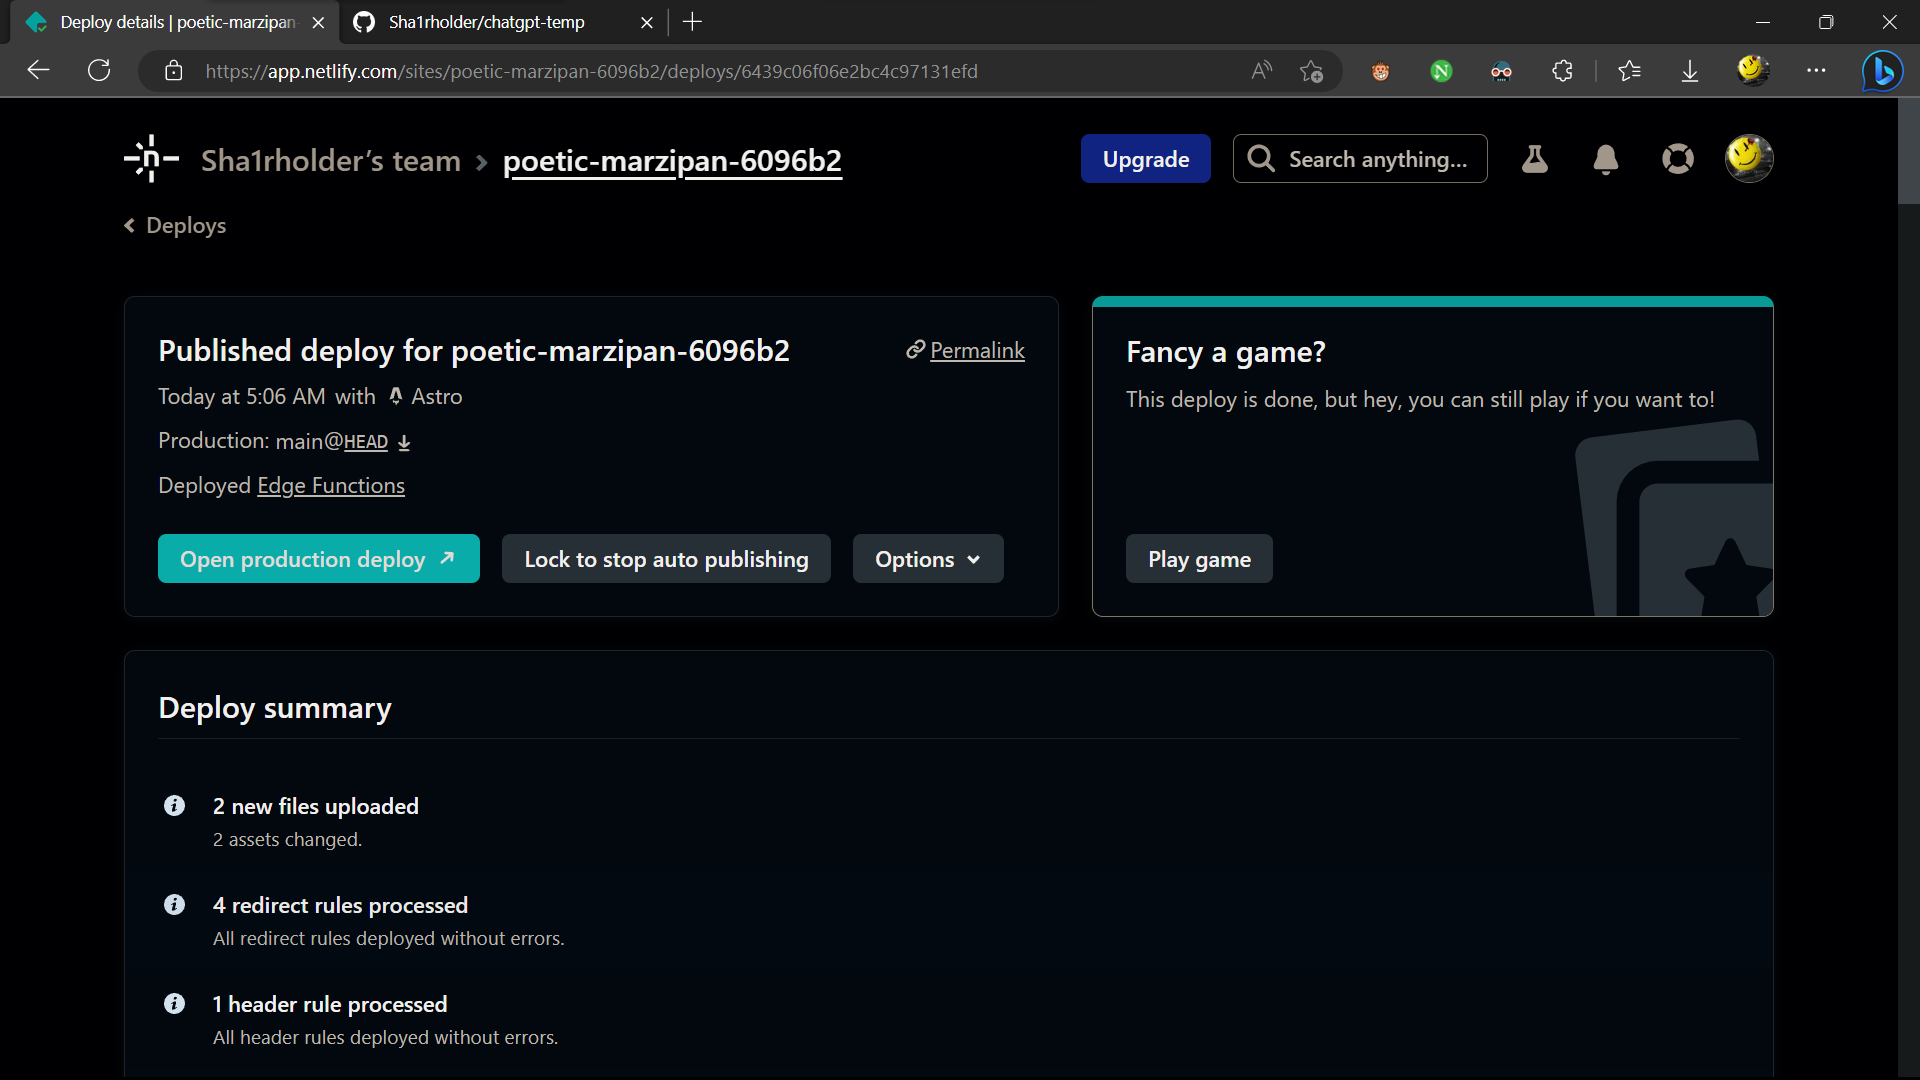 Deploy details | poetic-marzipan-
Sha1rholder/chatgpt-temp
https://app.netlify.com/sites/poetic-marzipan-6096b2/deploys/6439c06f06e2bc4c97131efd
Sha1rholder's team > poetic-marzipan-6096b2
Upgrade
Search anything...
Deploys
Published deploy for poetic-marzipan-6096b2
Permalink
Today at 5:06 AM with Astro
Production: main@HEAD
Deployed Edge Functions
Open production deploy
Lock to stop auto publishing
Options
Fancy a game?
This deploy is done, but hey, you can still play if you want to!
Play game
Deploy summary
2 new files uploaded
2 assets changed.
4 redirect rules processed
All redirect rules deployed without errors.
1 header rule processed
All header rules deployed without errors.